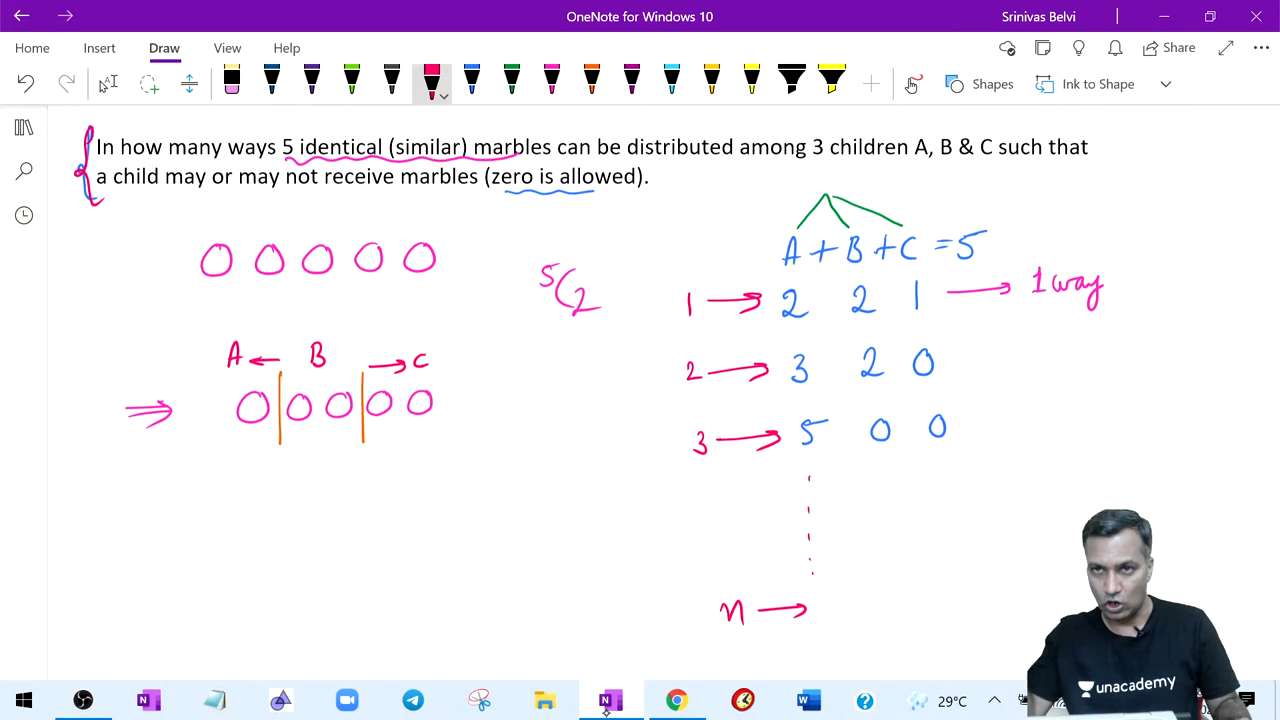 OneNote for Windows 10
Srinivas Belvi
Home Insert Draw View Help
Share
Shapes
Ink to Shape
In how many ways 5 identical (similar) marbles can be distributed among 3 children A, B & C such that
a child may or may not receive marbles (zero is allowed).
A + B + C = 5
O O O O O
5C2
1 → 2 2 1 → 1 way
A ← B → C
2 → 3 2 0
⇒ O | O O | O O
3 → 5 0 0
n →
unacademy
29°C